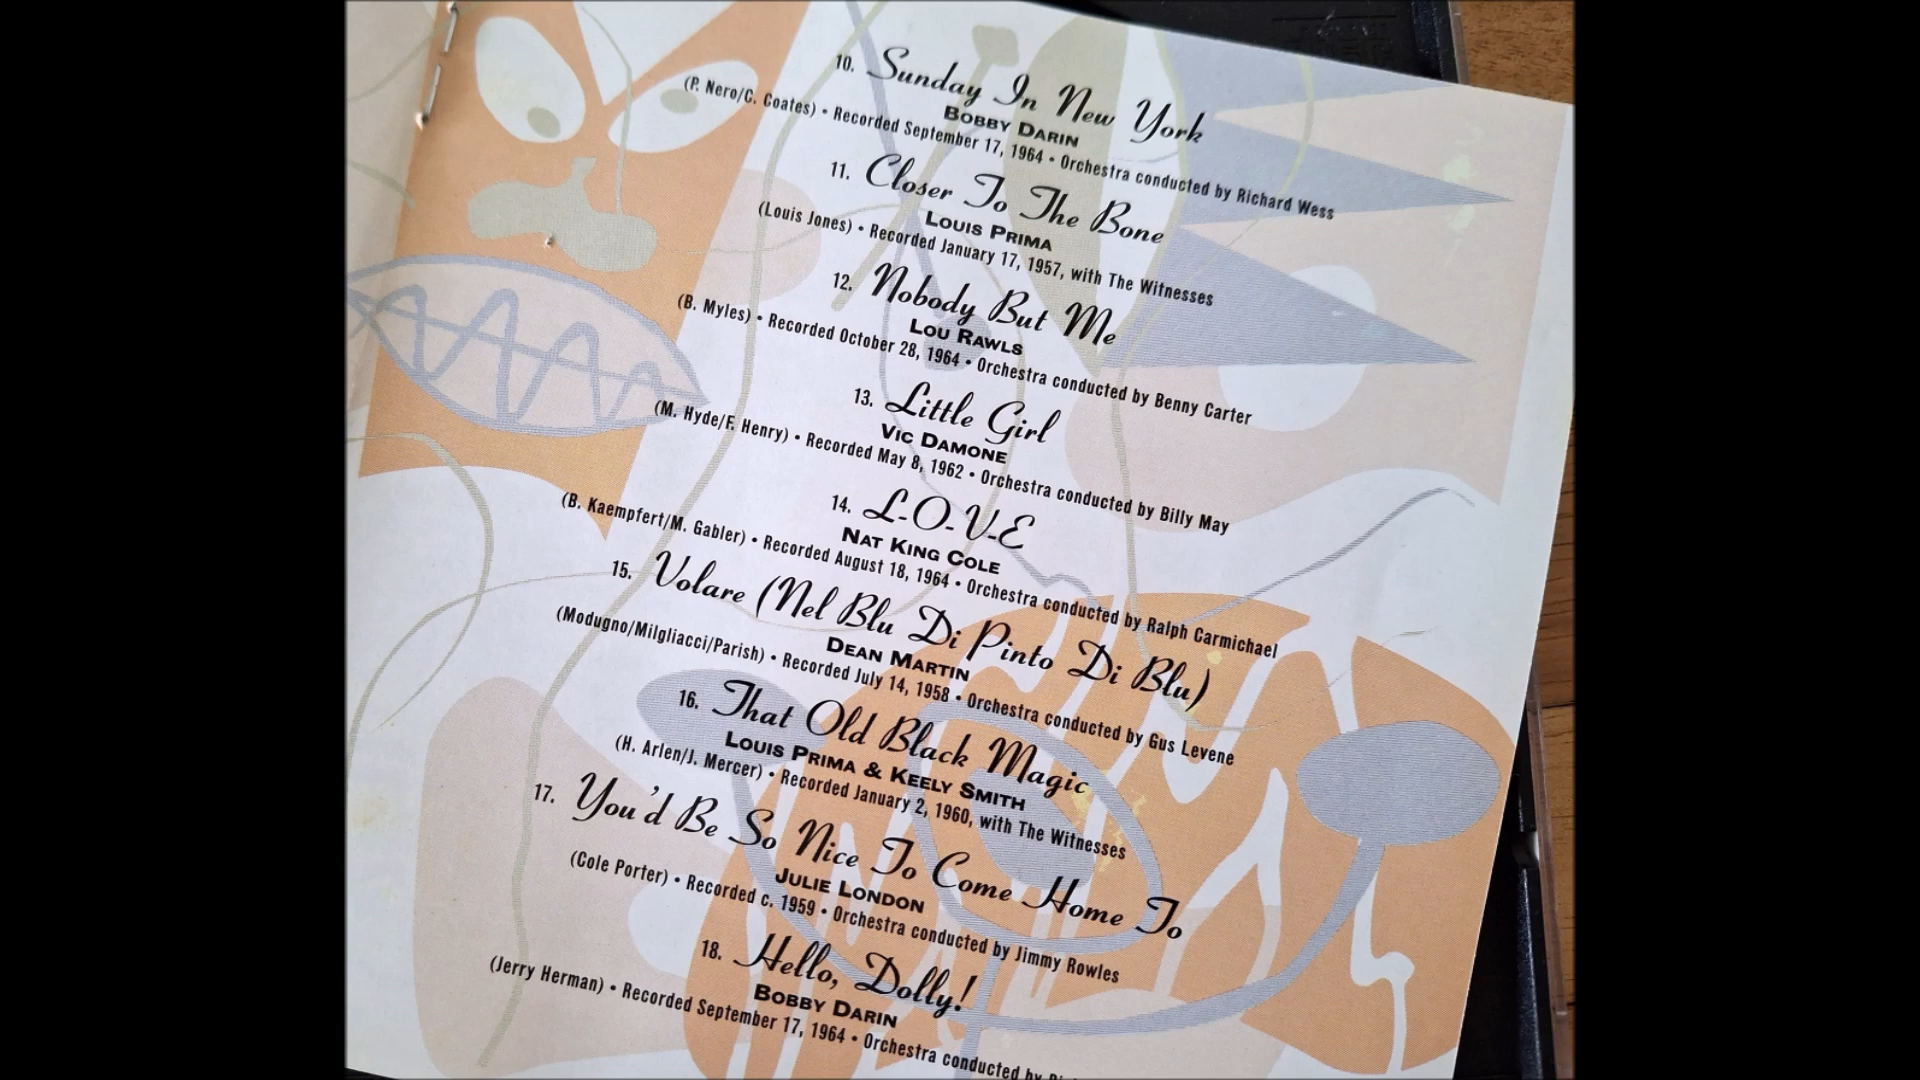 10. Sunday In New York
BOBBY DARIN
(P. Nero/C. Coates) • Recorded September 17, 1964 • Orchestra conducted by Richard Wess
11. Closer To The Bone
LOUIS PRIMA
(Louis Jones) • Recorded January 17, 1957, with The Witnesses
12. Nobody But Me
LOU RAWLS
(B. Myles) • Recorded October 28, 1964 • Orchestra conducted by Benny Carter
13. Little Girl
VIC DAMONE
(M. Hyde/F. Henry) • Recorded May 8, 1962 • Orchestra conducted by Billy May
14. L-O-V-E
NAT KING COLE
(B. Kaempfert/M. Gabler) • Recorded August 18, 1964 • Orchestra conducted by Ralph Carmichael
15. Volare (Nel Blu Di Pinto Di Blu)
DEAN MARTIN
(Modugno/Milgliacci/Parish) • Recorded July 14, 1958 • Orchestra conducted by Gus Levene
16. That Old Black Magic
LOUIS PRIMA & KEELY SMITH
(H. Arlen/J. Mercer) • Recorded January 2, 1960, with The Witnesses
17. You'd Be So Nice To Come Home To
JULIE LONDON
(Cole Porter) • Recorded c. 1959 • Orchestra conducted by Jimmy Rowles
18. Hello, Dolly!
BOBBY DARIN
(Jerry Herman) • Recorded September 17, 1964 • Orchestra conducted by